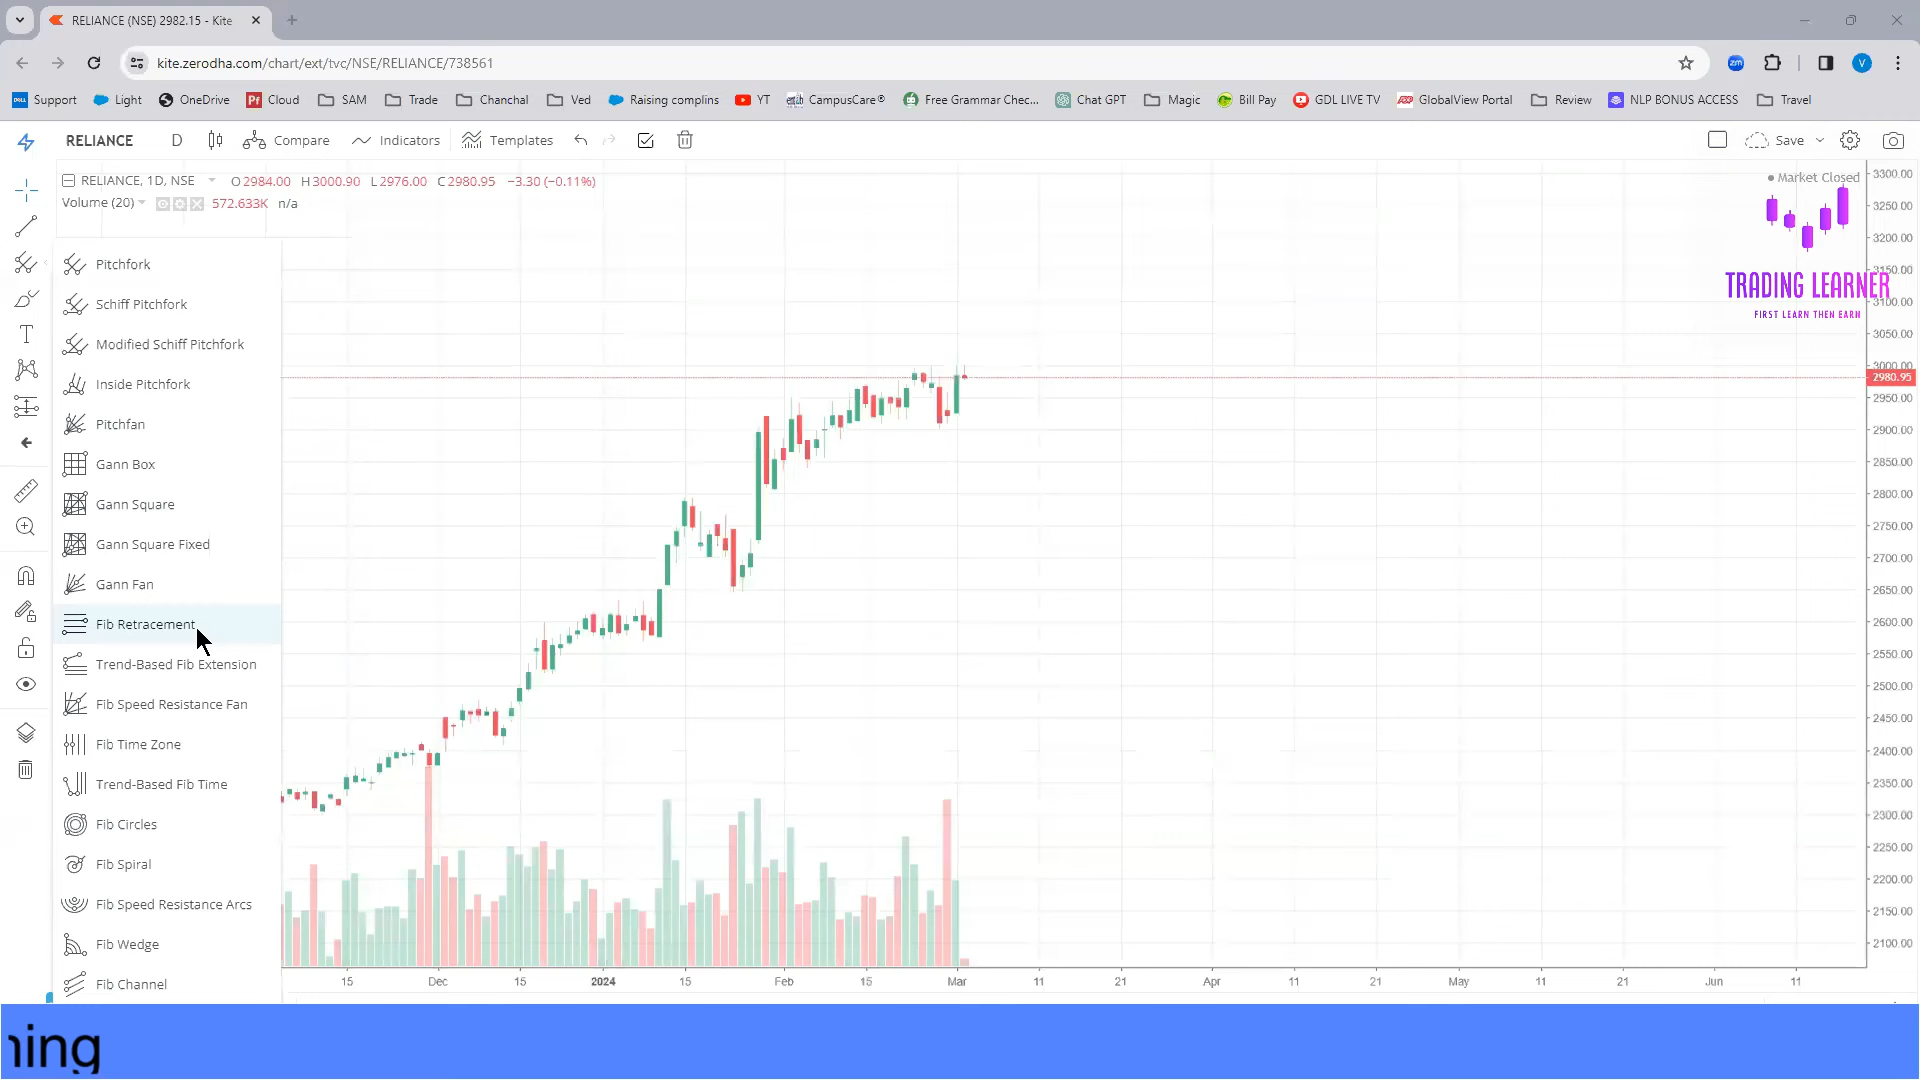 RELIANCE (NSE) 2982.15 - Kite
kite.zerodha.com/chart/ext/tvc/NSE/RELIANCE/738561
zm
V
DELL Support
Light
OneDrive
Pf Cloud
SAM
Trade
Chanchal
Ved
Raising complins
YT
CampusCare®
Free Grammar Chec...
Chat GPT
Magic
Bill Pay
GDL LIVE TV
GlobalView Portal
Review
NLP BONUS ACCESS
Travel
RELIANCE D Compare Indicators Templates Save
RELIANCE, 1D, NSE O 2984.00 H 3000.90 L 2976.00 C 2980.95 −3.30 (−0.11%)
Volume (20) 572.633K n/a
Market Closed
TRADING LEARNER
FIRST LEARN THEN EARN
Pitchfork
Schiff Pitchfork
Modified Schiff Pitchfork
Inside Pitchfork
Pitchfan
Gann Box
Gann Square
Gann Square Fixed
Gann Fan
Fib Retracement
Trend-Based Fib Extension
Fib Speed Resistance Fan
Fib Time Zone
Trend-Based Fib Time
Fib Circles
Fib Spiral
Fib Speed Resistance Arcs
Fib Wedge
Fib Channel
3300.00
3250.00
3200.00
3150.00
3100.00
3050.00
3000.00
2980.95
2950.00
2900.00
2850.00
2800.00
2750.00
2700.00
2650.00
2600.00
2550.00
2500.00
2450.00
2400.00
2350.00
2300.00
2250.00
2200.00
2150.00
2100.00
15 Dec 15 2024 15 Feb 15 Mar 11 21 Apr 11 21 May 11 21 Jun 11
ning